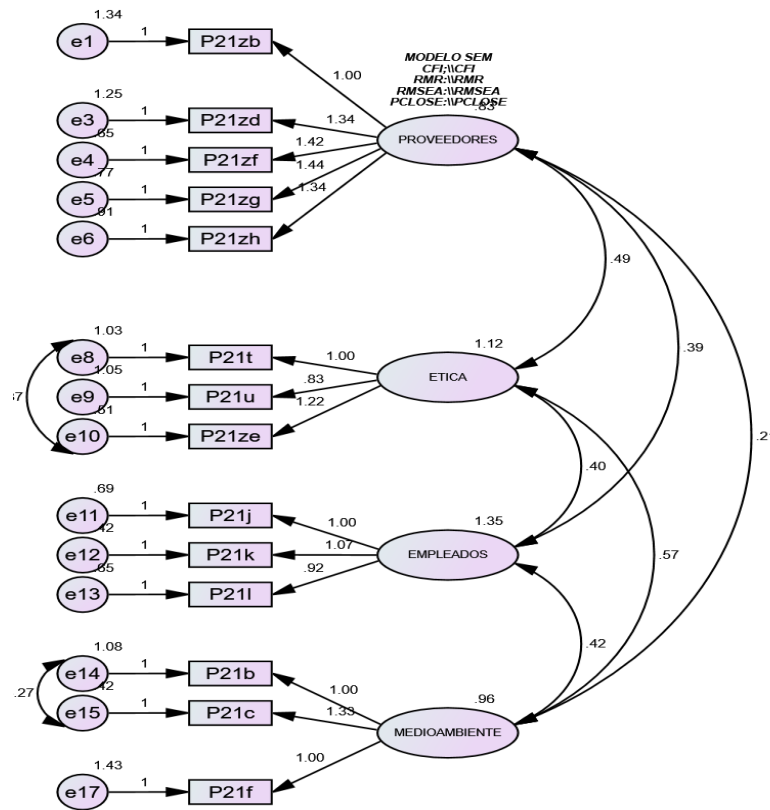 1.34
e1 1 P21zb
MODELO SEM
CFI;\\CFI
RMR:\\RMR
RMSEA:\\RMSEA
PCLOSE:\\PCLOSE
.83
1.00
PROVEEDORES
1.25
e3 1 P21zd 1.34
e4 1 P21zf 1.42
.77
e5 1 P21zg 1.44
.91
e6 1 P21zh 1.34
.49
.39
1.03
e8 1 P21t 1.00
1.12
ETICA
1.05
e9 1 P21u .83
e10 1 P21ze 1.22
.40
.57
.69
e11 1 P21j 1.00
1.35
EMPLEADOS
.42
e12 1 P21k 1.07
e13 1 P21l .92
.42
1.08
e14 1 P21b 1.00
.96
MEDIOAMBIENTE
.27
.42
e15 1 P21c 1.33
1.43
e17 1 P21f 1.00